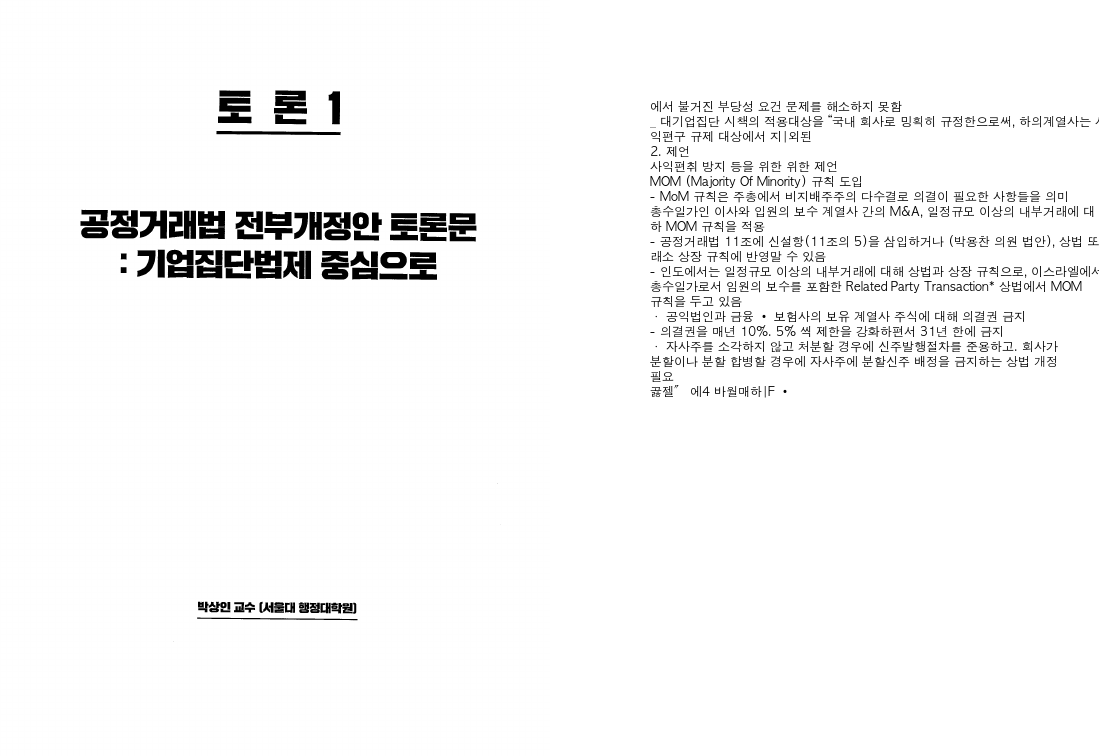 토 론 1
공정거래법 전부개정안 토론문
: 기업집단법제 중심으로
박상인 교수 (서울대 행정대학원)
에서 불거진 부당성 요건 문제를 해소하지 못함
_ 대기업집단 시책의 적용대상을 “국내 회사로 밍획히 규정한으로써, 하의계열사는 사
익편구 규제 대상에서 지|외된
2. 제언
사익편취 방지 등을 위한 위한 제언
MOM (Majority Of Minority) 규칙 도입
- MoM 규칙은 주총에서 비지배주주의 다수결로 의결이 필요한 사항들을 의미
총수일가인 이사와 입원의 보수 계열사 간의 M&A, 일정규모 이상의 내부거래에 대
하 MOM 규칙을 적용
- 공정거래법 11조에 신설항(11조의 5)을 삼입하거나 (박용찬 의원 법안), 상법 또
래소 상장 규칙에 반영말 수 있음
- 인도에서는 일정규모 이상의 내부거래에 대해 상법과 상장 규칙으로, 이스라엘에서
총수일가로서 임원의 보수를 포함한 Related Party Transaction* 상법에서 MOM
규칙을 두고 있음
· 공익법인과 금융 • 보험사의 보유 계열사 주식에 대해 의결권 금지
- 의결권을 매년 10%. 5% 씩 제한을 강화하편서 31년 한에 금지
· 자사주를 소각하지 않고 처분할 경우에 신주발행절차를 준용하고. 회사가
분할이나 분할 합병할 경우에 자사주에 분할신주 배정을 금지하는 상법 개정
필요
끓젤˝ 에4 바월매하|F •